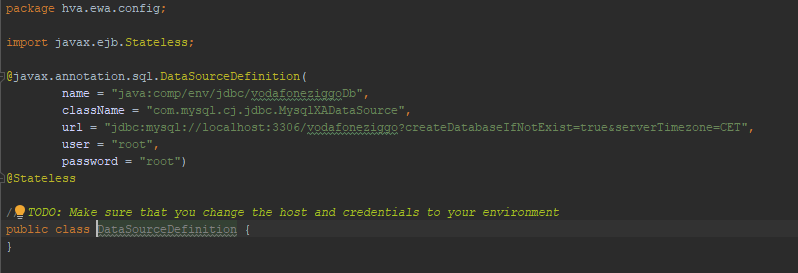 package hva.ewa.config;
import javax.ejb.Stateless;
@javax.annotation.sql.DataSourceDefinition(
name = "java:comp/env/jdbc/vodafoneziggoDb",
className = "com.mysql.cj.jdbc.MysqlXADataSource",
url = "jdbc:mysql://localhost:3306/vodafoneziggo?createDatabaseIfNotExist=true&serverTimezone=CET",
user = "root",
password = "root")
@Stateless
// TODO: Make sure that you change the host and credentials to your environment
public class DataSourceDefinition {
}